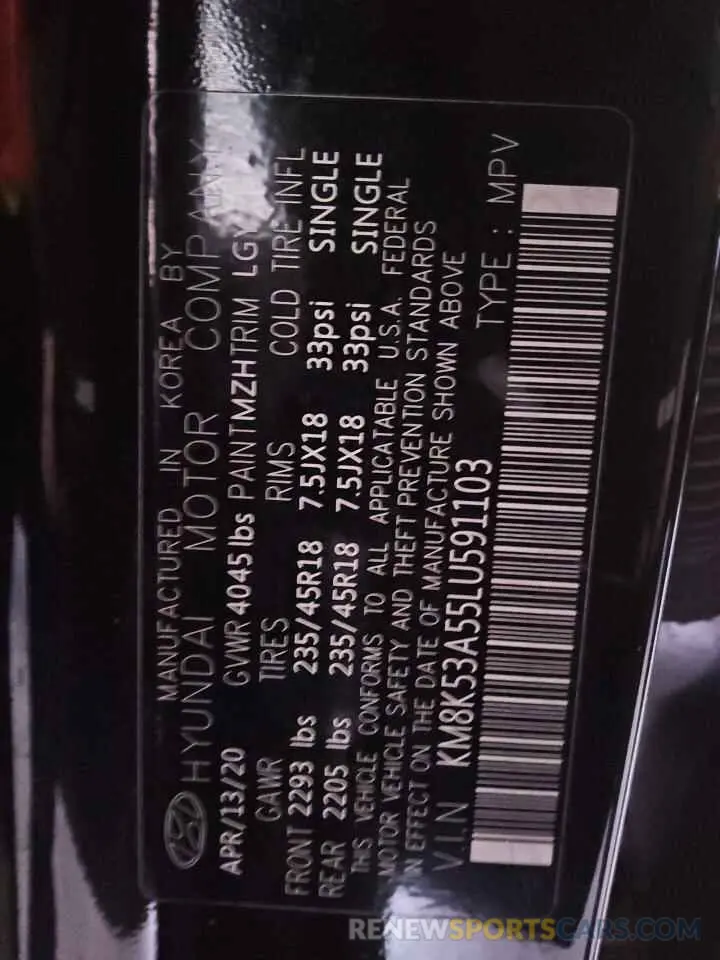 MANUFACTURED IN KOREA BY
HYUNDAI MOTOR COMPANY
APR/13/20 GVWR 4045 lbs PAINT MZH TRIM LGY
GAWR TIRES RIMS COLD TIRE INFL
FRONT 2293 lbs 235/45R18 7.5JX18 33psi SINGLE
REAR 2205 lbs 235/45R18 7.5JX18 33psi SINGLE
THIS VEHICLE CONFORMS TO ALL APPLICATABLE U.S.A. FEDERAL
MOTOR VEHICLE SAFETY AND THEFT PREVENTION STANDARDS
IN EFFECT ON THE DATE OF MANUFACTURE SHOWN ABOVE
V.I.N KM8K53A55LU591103 TYPE : MPV
RENEWSPORTSCARS.COM